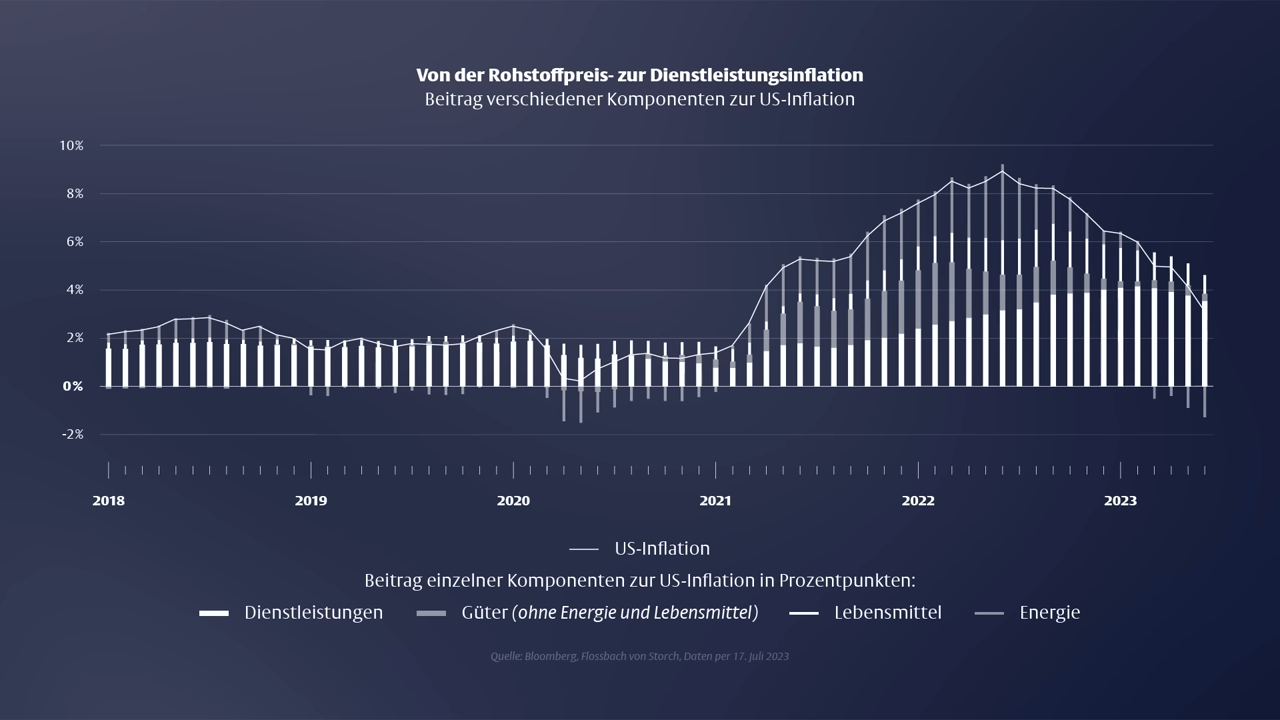 Von der Rohstoffpreis- zur Dienstleistungsinflation
Beitrag verschiedener Komponenten zur US-Inflation
10%
8%
6%
4%
2%
0%
-2%
2018 2019 2020 2021 2022 2023
US-Inflation
Beitrag einzelner Komponenten zur US-Inflation in Prozentpunkten:
Dienstleistungen Güter (ohne Energie und Lebensmittel) Lebensmittel Energie
Quelle: Bloomberg, Flossbach von Storch, Daten per 17. Juli 2023